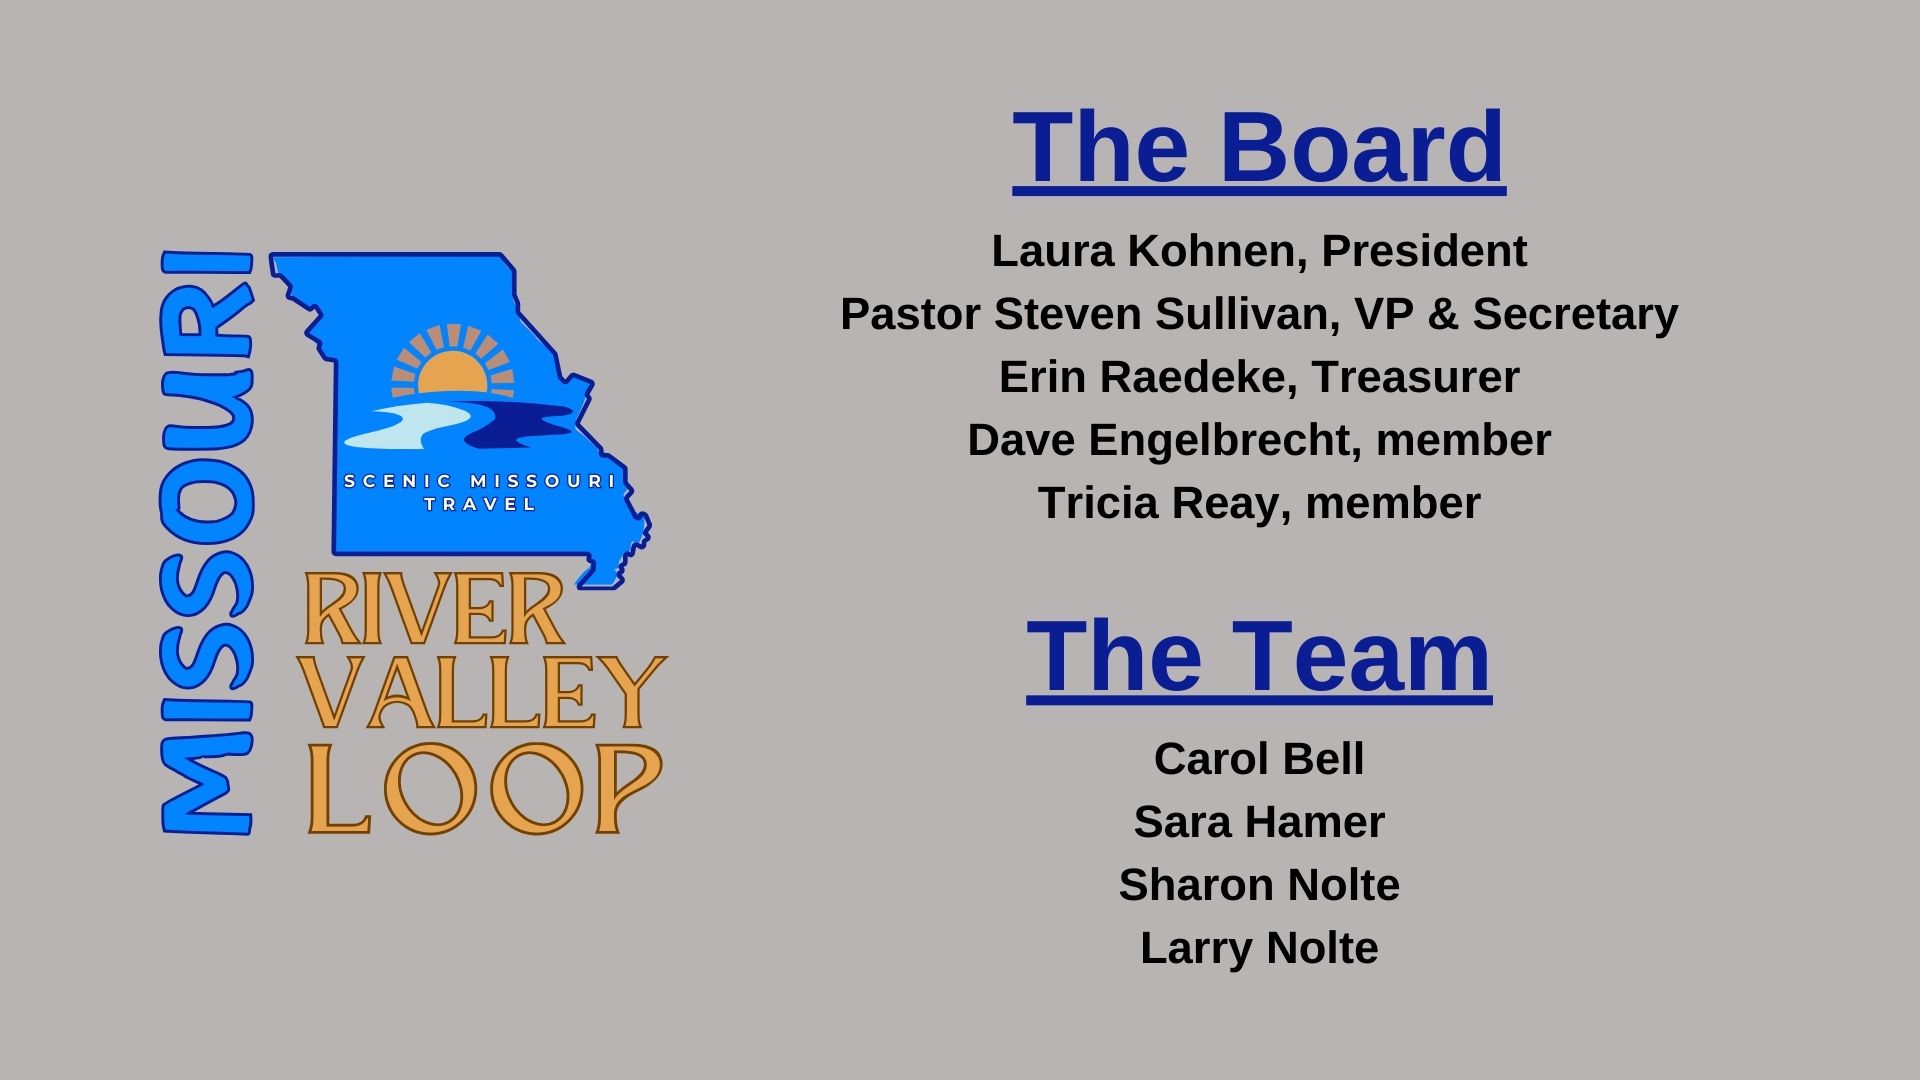 MISSOURI
SCENIC MISSOURI
TRAVEL
RIVER
VALLEY
LOOP
The Board
Laura Kohnen, President
Pastor Steven Sullivan, VP & Secretary
Erin Raedeke, Treasurer
Dave Engelbrecht, member
Tricia Reay, member
The Team
Carol Bell
Sara Hamer
Sharon Nolte
Larry Nolte